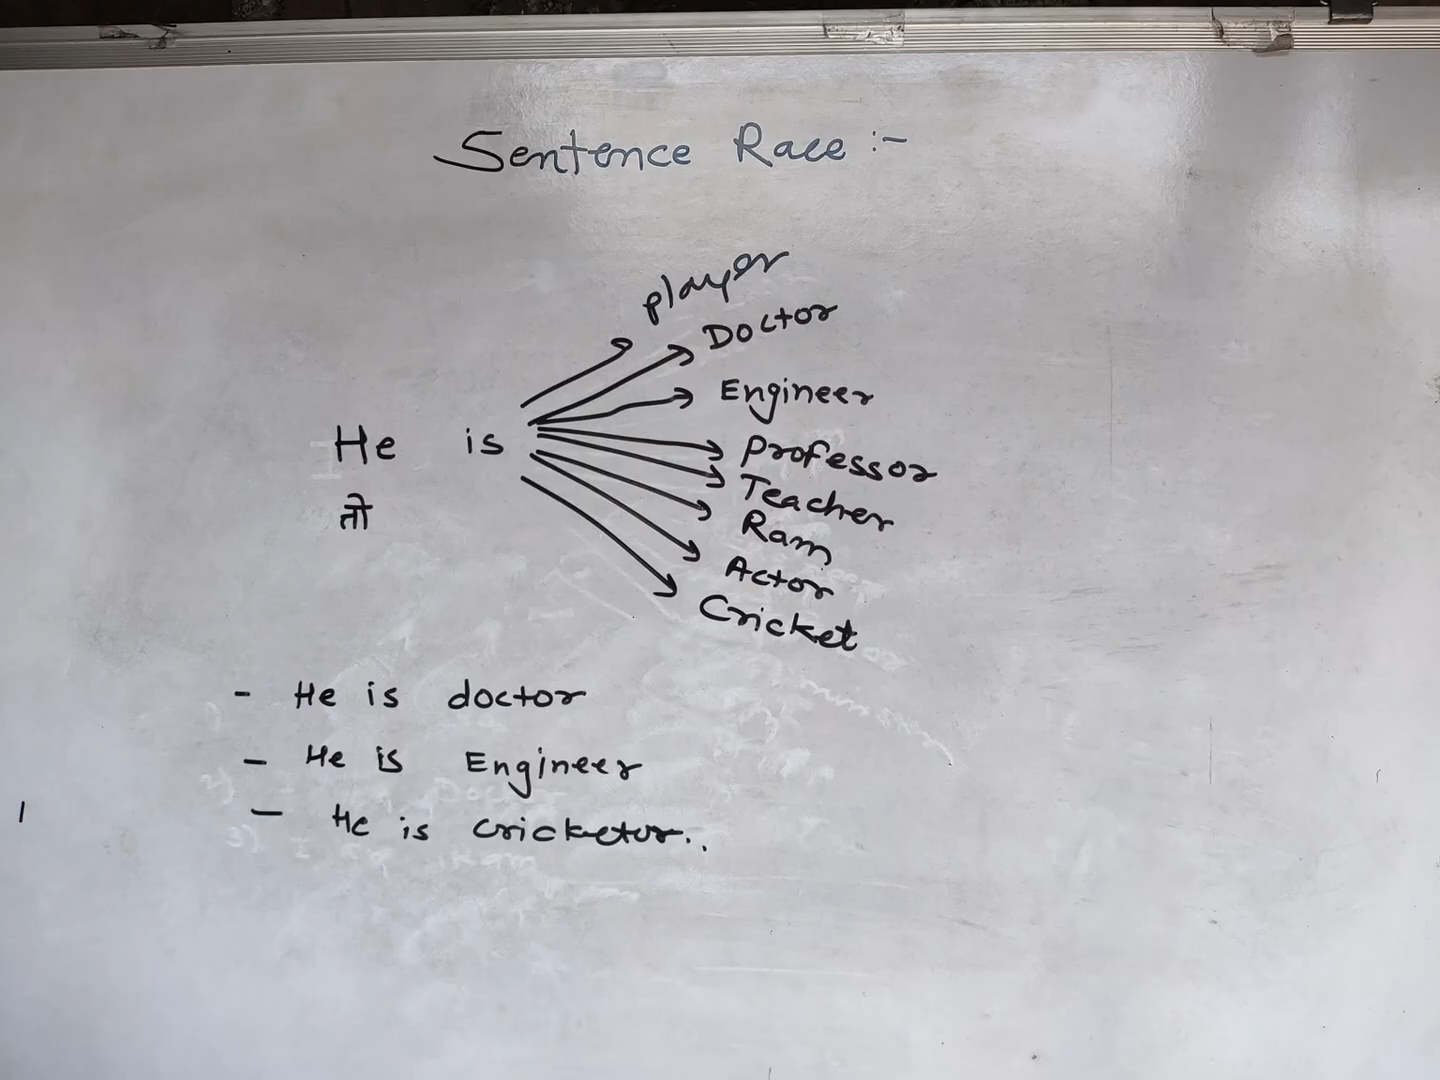 Sentence Race :-
player
Doctor
Engineer
He is
Professor
Teacher
तो
Ram
Actor
Cricket
- He is doctor
- He is Engineer
- He is cricketor..